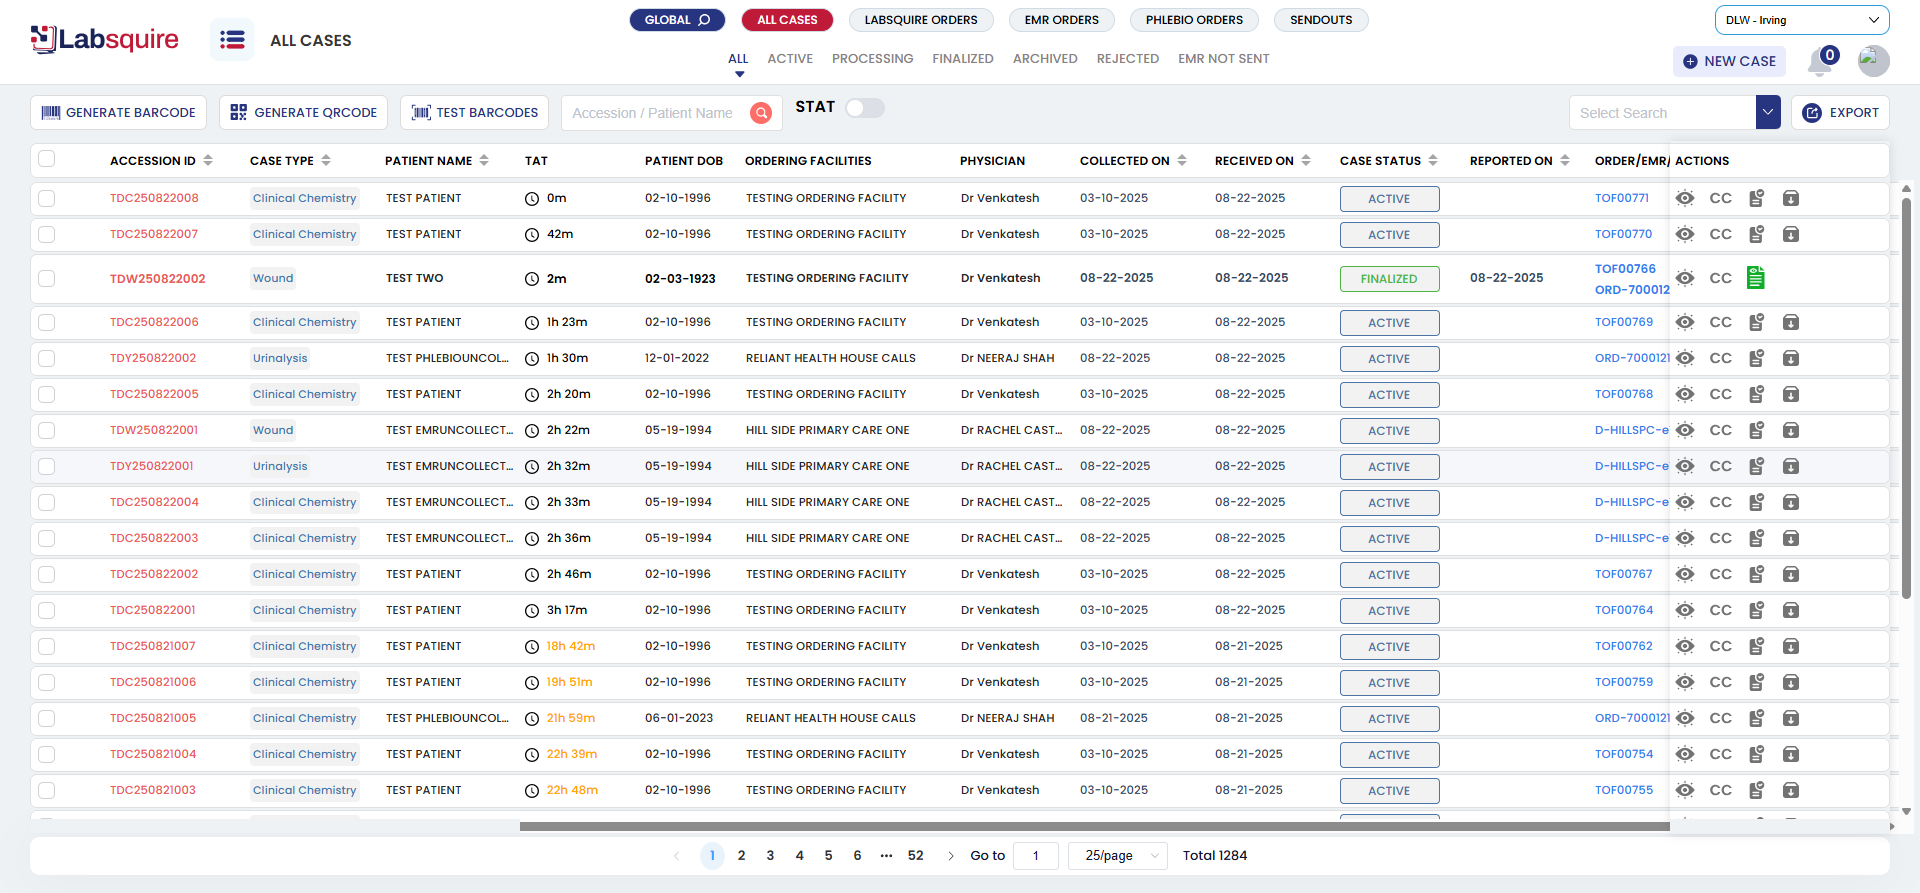 Labsquire
ALL CASES
GLOBAL ALL CASES LABSQUIRE ORDERS EMR ORDERS PHLEBIO ORDERS SENDOUTS
DLW - Irving
ALL ACTIVE PROCESSING FINALIZED ARCHIVED REJECTED EMR NOT SENT
NEW CASE 0
GENERATE BARCODE GENERATE QRCODE TEST BARCODES Accession / Patient Name STAT Select Search EXPORT
ACCESSION ID CASE TYPE PATIENT NAME TAT PATIENT DOB ORDERING FACILITIES PHYSICIAN COLLECTED ON RECEIVED ON CASE STATUS REPORTED ON ORDER/EMR/ ACTIONS
TDC250822008 Clinical Chemistry TEST PATIENT 0m 02-10-1996 TESTING ORDERING FACILITY Dr Venkatesh 03-10-2025 08-22-2025 ACTIVE TOF00771 CC
TDC250822007 Clinical Chemistry TEST PATIENT 42m 02-10-1996 TESTING ORDERING FACILITY Dr Venkatesh 03-10-2025 08-22-2025 ACTIVE TOF00770 CC
TDW250822002 Wound TEST TWO 2m 02-03-1923 TESTING ORDERING FACILITY Dr Venkatesh 08-22-2025 08-22-2025 FINALIZED 08-22-2025 TOF00766 CC
ORD-700012
TDC250822006 Clinical Chemistry TEST PATIENT 1h 23m 02-10-1996 TESTING ORDERING FACILITY Dr Venkatesh 03-10-2025 08-22-2025 ACTIVE TOF00769 CC
TDY250822002 Urinalysis TEST PHLEBIOUNCOL... 1h 30m 12-01-2022 RELIANT HEALTH HOUSE CALLS Dr NEERAJ SHAH 08-22-2025 08-22-2025 ACTIVE ORD-7000121 CC
TDC250822005 Clinical Chemistry TEST PATIENT 2h 20m 02-10-1996 TESTING ORDERING FACILITY Dr Venkatesh 03-10-2025 08-22-2025 ACTIVE TOF00768 CC
TDW250822001 Wound TEST EMRUNCOLLECT... 2h 22m 05-19-1994 HILL SIDE PRIMARY CARE ONE Dr RACHEL CAST... 08-22-2025 08-22-2025 ACTIVE D-HILLSPC-e CC
TDY250822001 Urinalysis TEST EMRUNCOLLECT... 2h 32m 05-19-1994 HILL SIDE PRIMARY CARE ONE Dr RACHEL CAST... 08-22-2025 08-22-2025 ACTIVE D-HILLSPC-e CC
TDC250822004 Clinical Chemistry TEST EMRUNCOLLECT... 2h 33m 05-19-1994 HILL SIDE PRIMARY CARE ONE Dr RACHEL CAST... 08-22-2025 08-22-2025 ACTIVE D-HILLSPC-e CC
TDC250822003 Clinical Chemistry TEST EMRUNCOLLECT... 2h 36m 05-19-1994 HILL SIDE PRIMARY CARE ONE Dr RACHEL CAST... 08-22-2025 08-22-2025 ACTIVE D-HILLSPC-e CC
TDC250822002 Clinical Chemistry TEST PATIENT 2h 46m 02-10-1996 TESTING ORDERING FACILITY Dr Venkatesh 03-10-2025 08-22-2025 ACTIVE TOF00767 CC
TDC250822001 Clinical Chemistry TEST PATIENT 3h 17m 02-10-1996 TESTING ORDERING FACILITY Dr Venkatesh 03-10-2025 08-22-2025 ACTIVE TOF00764 CC
TDC250821007 Clinical Chemistry TEST PATIENT 18h 42m 02-10-1996 TESTING ORDERING FACILITY Dr Venkatesh 03-10-2025 08-21-2025 ACTIVE TOF00762 CC
TDC250821006 Clinical Chemistry TEST PATIENT 19h 51m 02-10-1996 TESTING ORDERING FACILITY Dr Venkatesh 03-10-2025 08-21-2025 ACTIVE TOF00759 CC
TDC250821005 Clinical Chemistry TEST PHLEBIOUNCOL... 21h 59m 06-01-2023 RELIANT HEALTH HOUSE CALLS Dr NEERAJ SHAH 08-21-2025 08-21-2025 ACTIVE ORD-7000121 CC
TDC250821004 Clinical Chemistry TEST PATIENT 22h 39m 02-10-1996 TESTING ORDERING FACILITY Dr Venkatesh 03-10-2025 08-21-2025 ACTIVE TOF00754 CC
TDC250821003 Clinical Chemistry TEST PATIENT 22h 48m 02-10-1996 TESTING ORDERING FACILITY Dr Venkatesh 03-10-2025 08-21-2025 ACTIVE TOF00755 CC
1 2 3 4 5 6 ... 52 Go to 1 25/page Total 1284